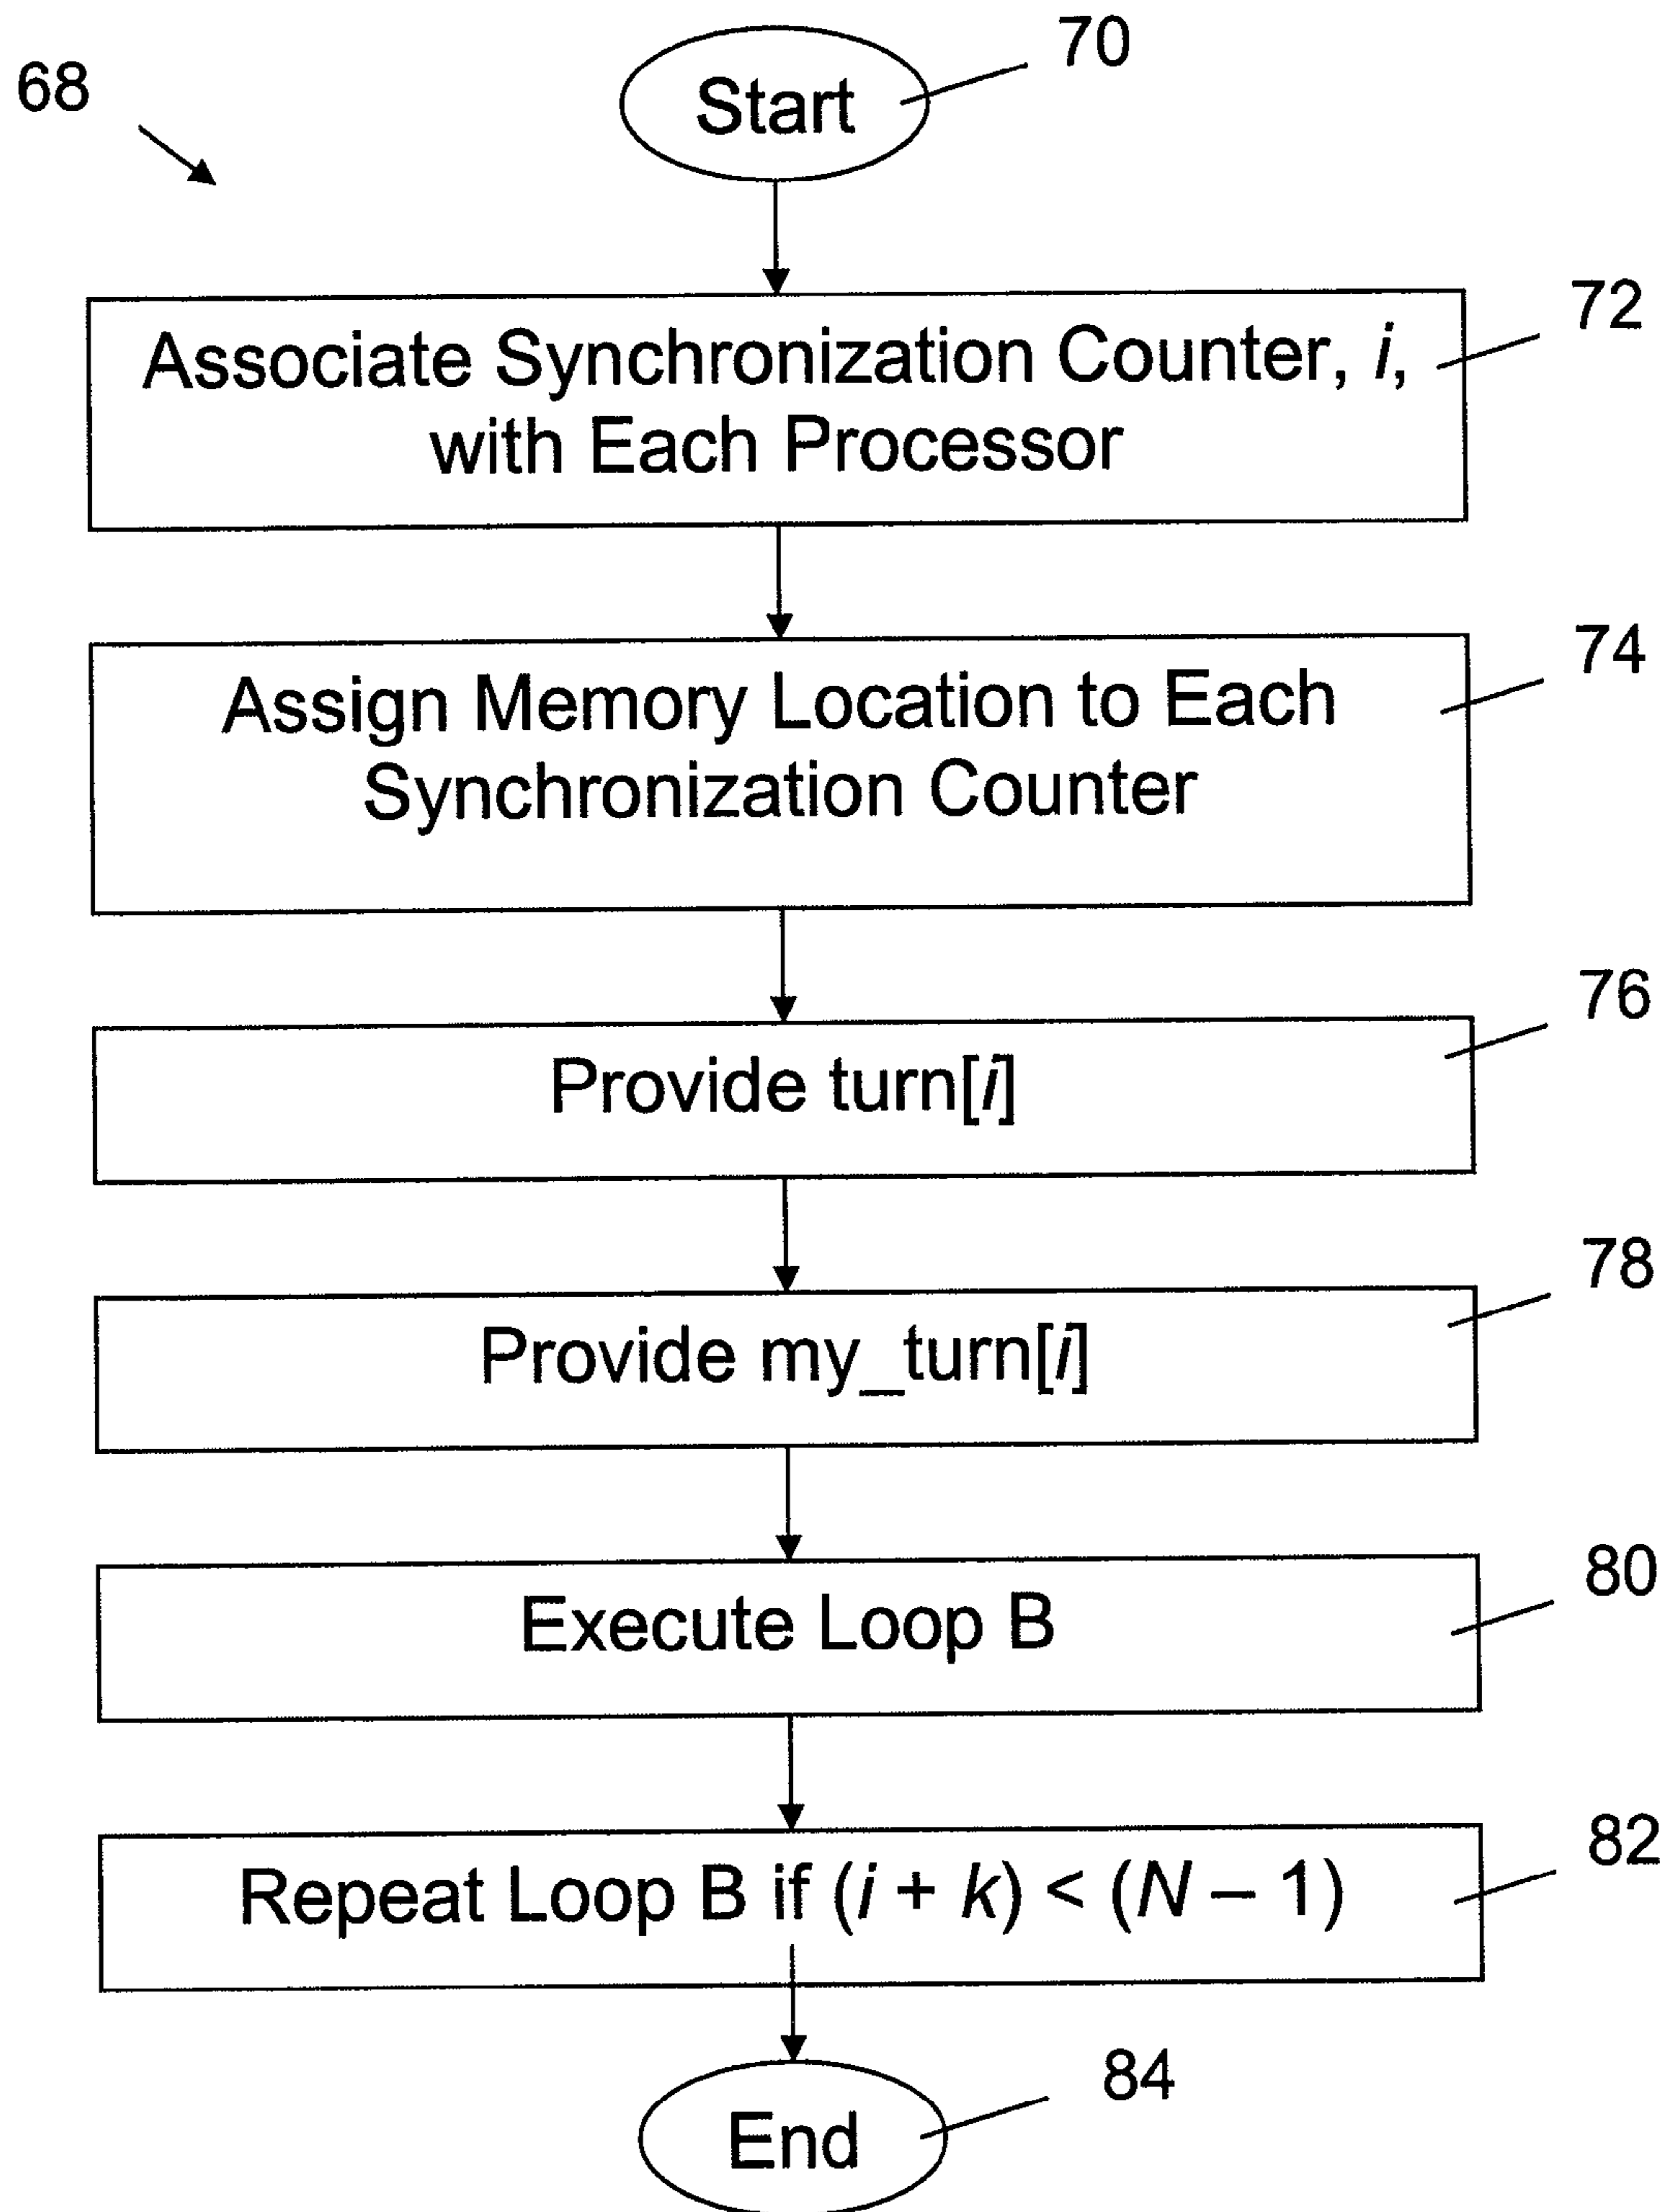 68
Start
70
Associate Synchronization Counter, i,
with Each Processor
72
Assign Memory Location to Each
Synchronization Counter
74
Provide turn[i]
76
Provide my_turn[i]
78
Execute Loop B
80
Repeat Loop B if (i + k) < (N – 1)
82
End
84